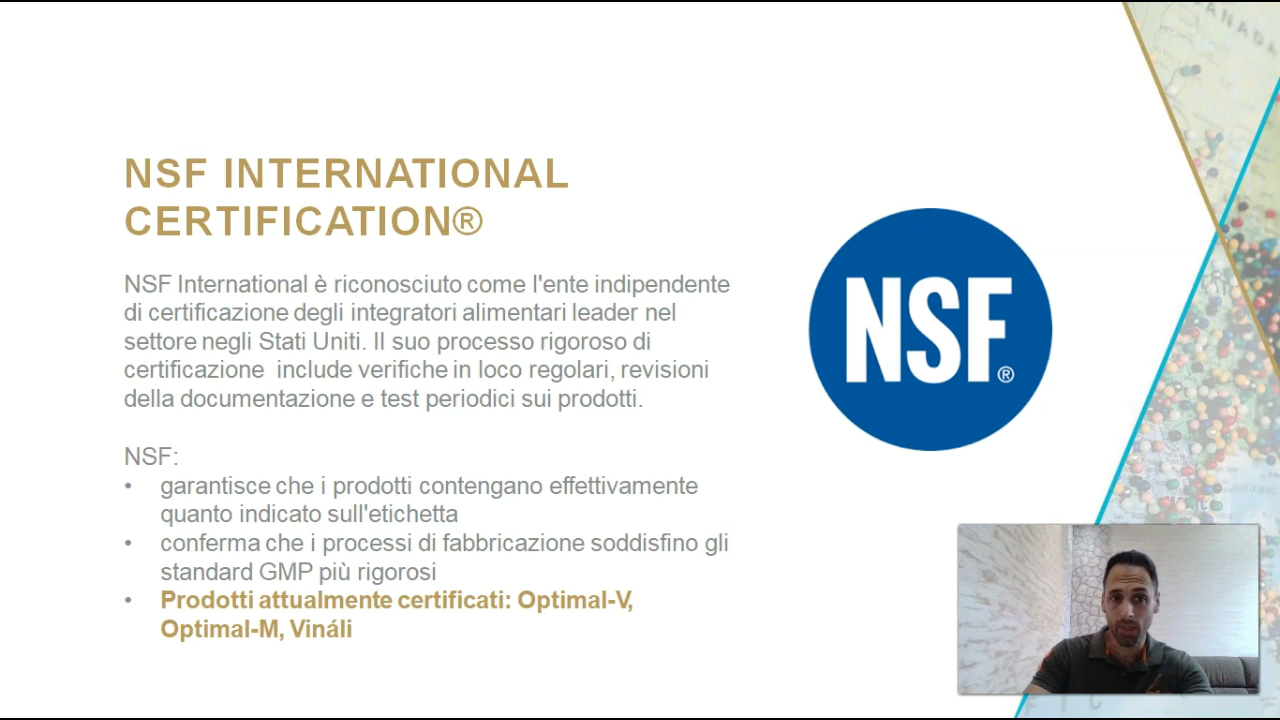 NSF INTERNATIONAL
CERTIFICATION®
NSF International è riconosciuto come l'ente indipendente
di certificazione degli integratori alimentari leader nel
settore negli Stati Uniti. Il suo processo rigoroso di
certificazione  include verifiche in loco regolari, revisioni
della documentazione e test periodici sui prodotti.
NSF:
• garantisce che i prodotti contengano effettivamente
quanto indicato sull'etichetta
• conferma che i processi di fabbricazione soddisfino gli
standard GMP più rigorosi
• Prodotti attualmente certificati: Optimal-V,
Optimal-M, Vináli
NSF®